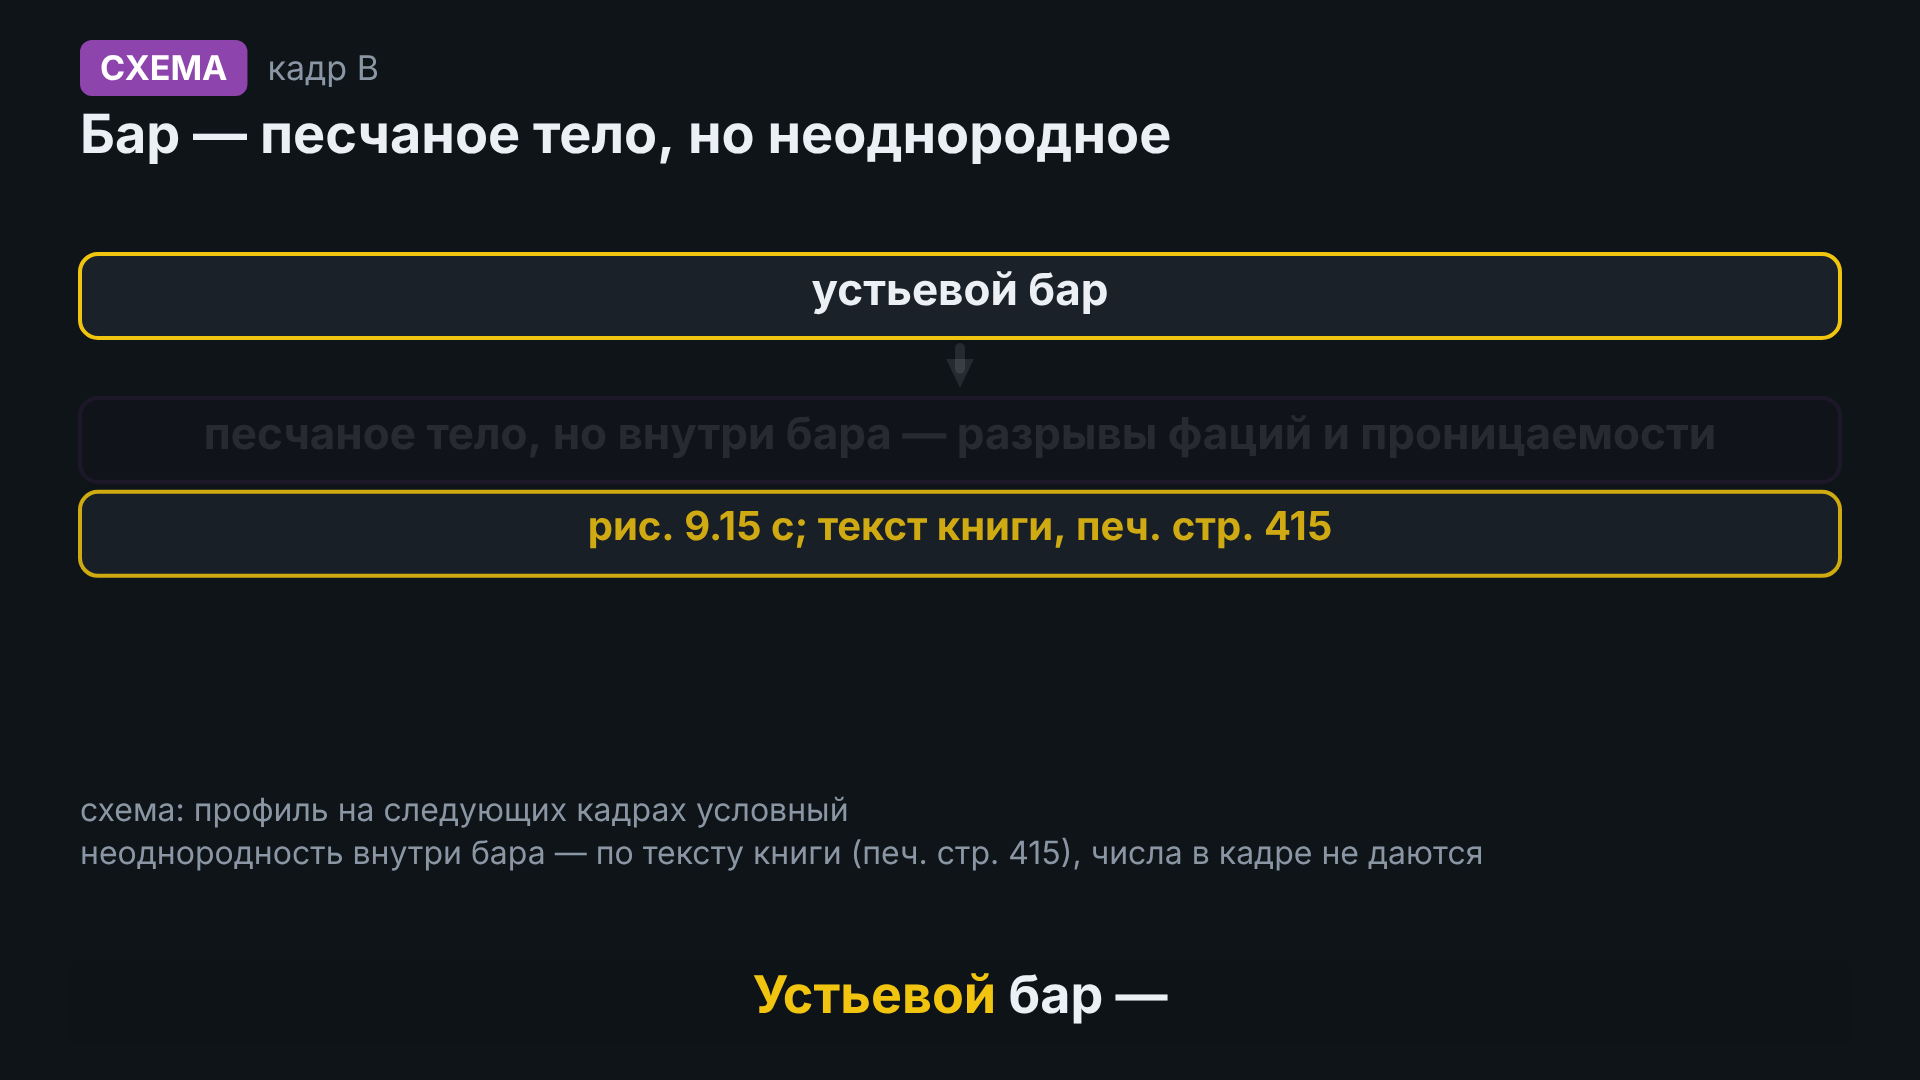 СХЕМА кадр B
Бар — песчаное тело, но неоднородное
устьевой бар
песчаное тело, но внутри бара — разрывы фаций и проницаемости
рис. 9.15 c; текст книги, печ. стр. 415
схема: профиль на следующих кадрах условный
неоднородность внутри бара — по тексту книги (печ. стр. 415), числа в кадре не даются
Устьевой бар —